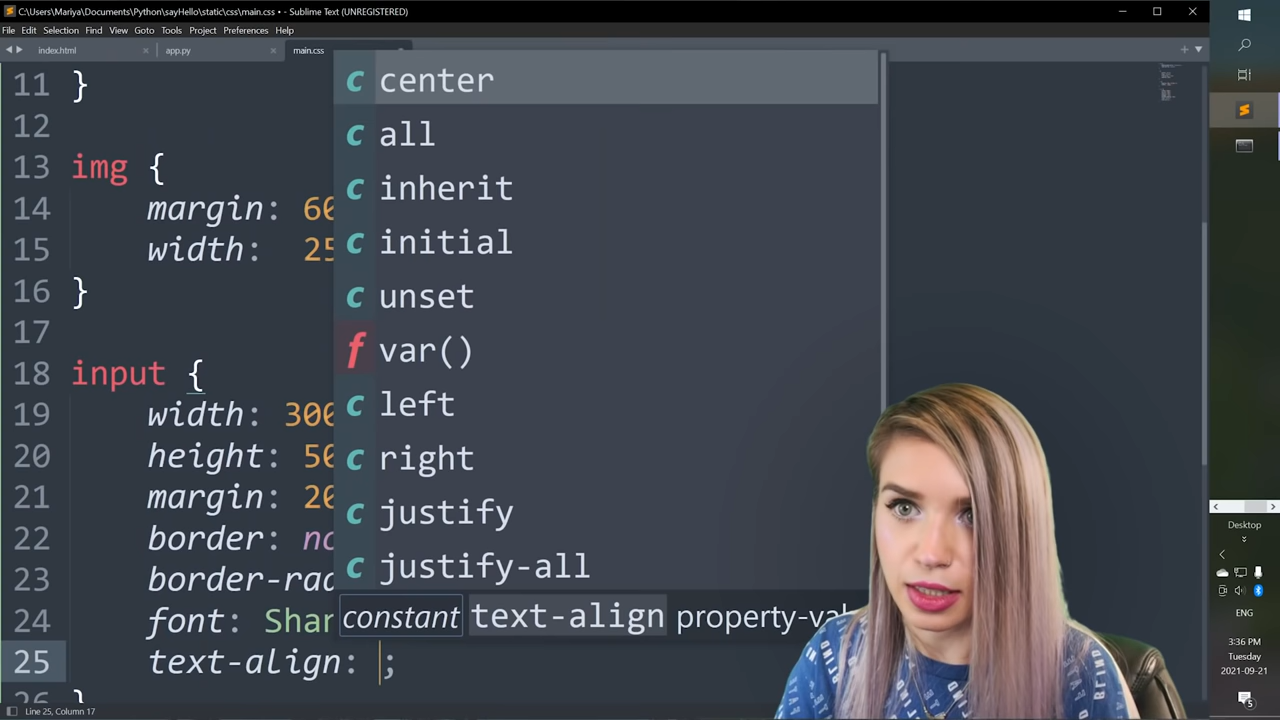 C:\Users\Mariya\Documents\Python\sayHello\static\css\main.css • - Sublime Text (UNREGISTERED)
File Edit Selection Find View Goto Tools Project Preferences Help
index.html app.py main.css
11 }
12
13 img {
14 margin: 60
15 width: 25
16 }
17
18 input {
19 width: 300
20 height: 50
21 margin: 20
22 border: no
23 border-rad
24 font: Shar
25 text-align: ;
26 }
c center
c all
c inherit
c initial
c unset
f var()
c left
c right
c justify
c justify-all
constant text-align property-val
Line 25, Column 17
Desktop
ENG
3:36 PM
Tuesday
2021-09-21
5